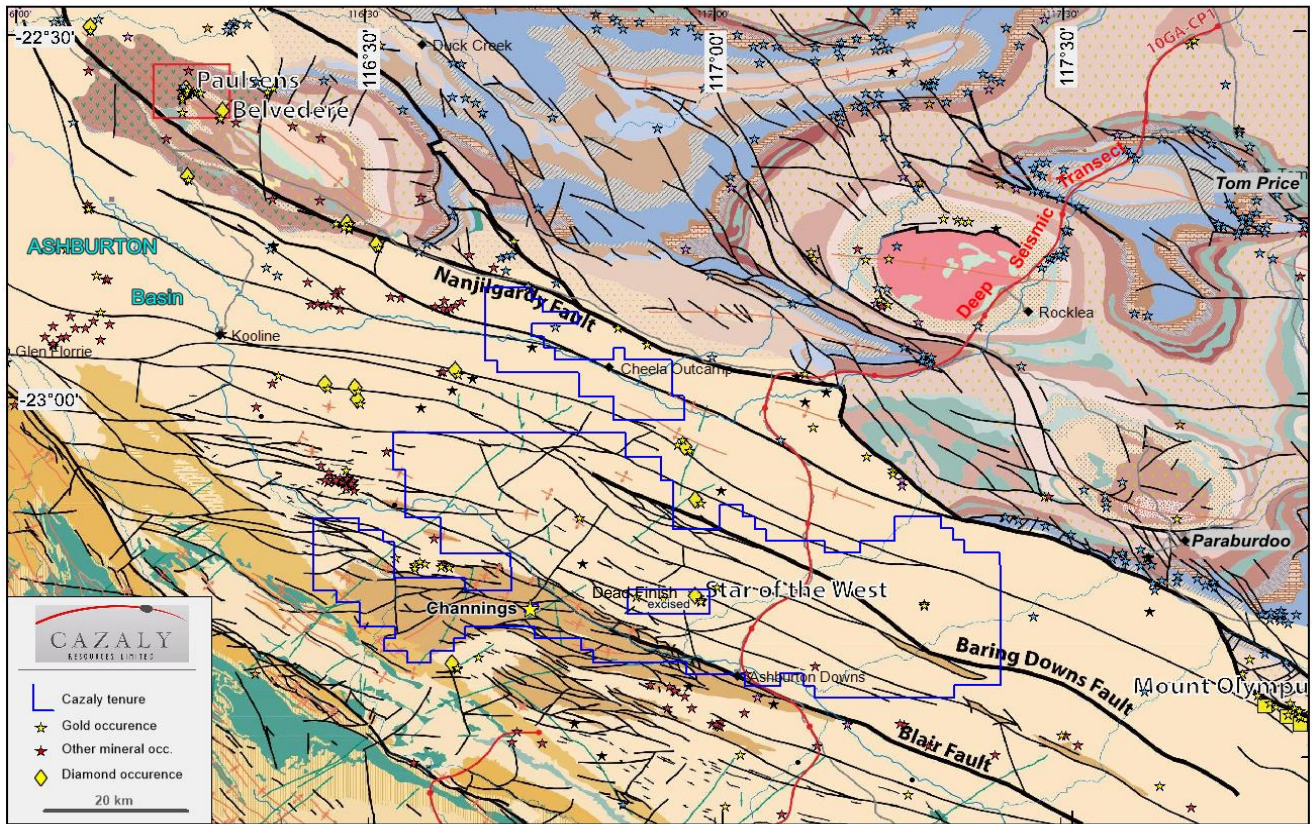 6'00"
116°30'
117°00'
117°30'
-22°30'
10GA-CP1
Duck Creek
Paulsens
Belvedere
Transect
Tom Price
Seismic
Deep
ASHBURTON
Basin
Nanjilgardy Fault
Rocklea
Kooline
Glen Florrie
Cheela Outcamp
-23°00'
Paraburdoo
Dead Finish
excised
Star of the West
Channings
Baring Downs Fault
Ashburton Downs
Mount Olympu
Blair Fault
CAZALY
RESOURCES LIMITED
Cazaly tenure
Gold occurence
Other mineral occ.
Diamond occurence
20 km